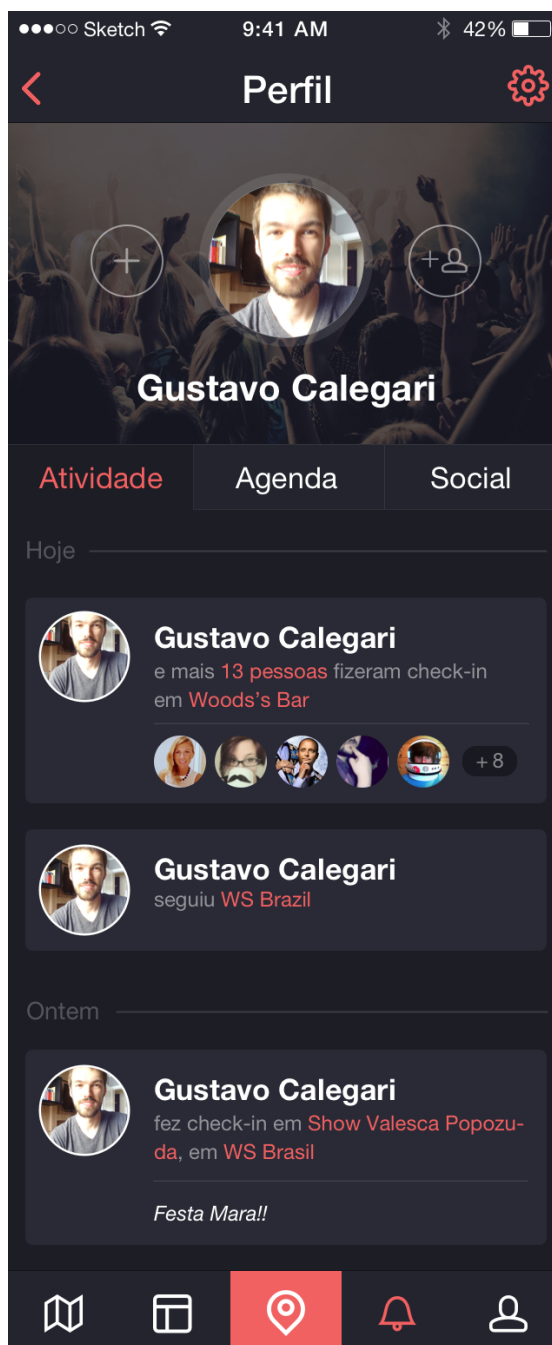 Sketch 9:41 AM 42%
Perfil
Gustavo Calegari
Atividade Agenda Social
Hoje
Gustavo Calegari
e mais 13 pessoas fizeram check-in
em Woods's Bar
+8
Gustavo Calegari
seguiu WS Brazil
Ontem
Gustavo Calegari
fez check-in em Show Valesca Popozu-
da, em WS Brasil
Festa Mara!!